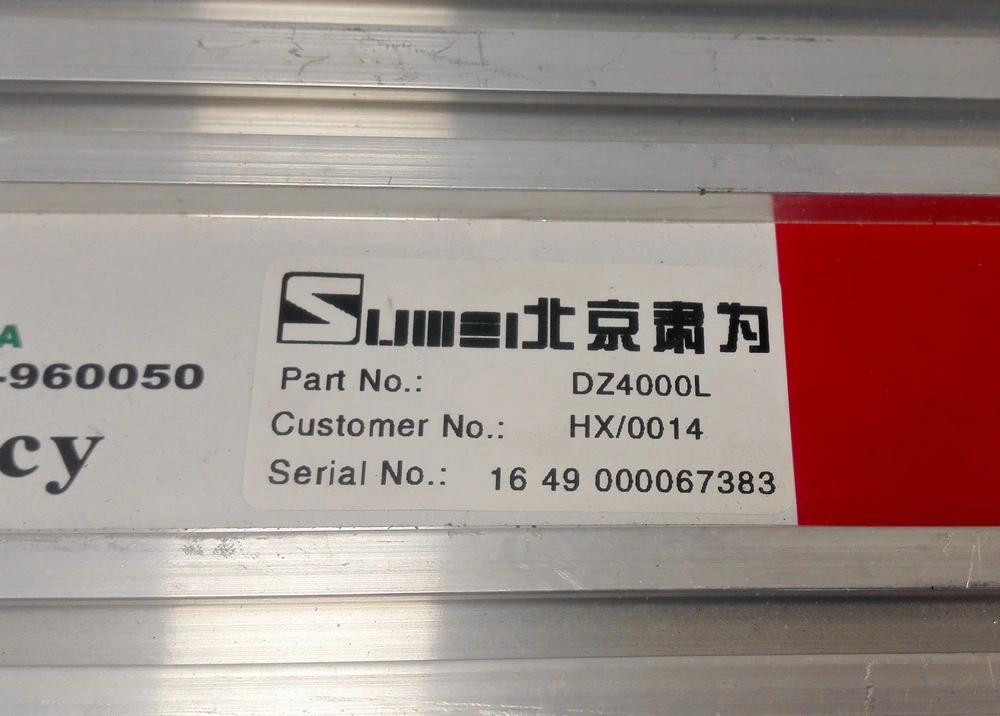 A
-960050
cy
Suwei北京肃为
Part No.: DZ4000L
Customer No.: HX/0014
Serial No.: 16 49 000067383